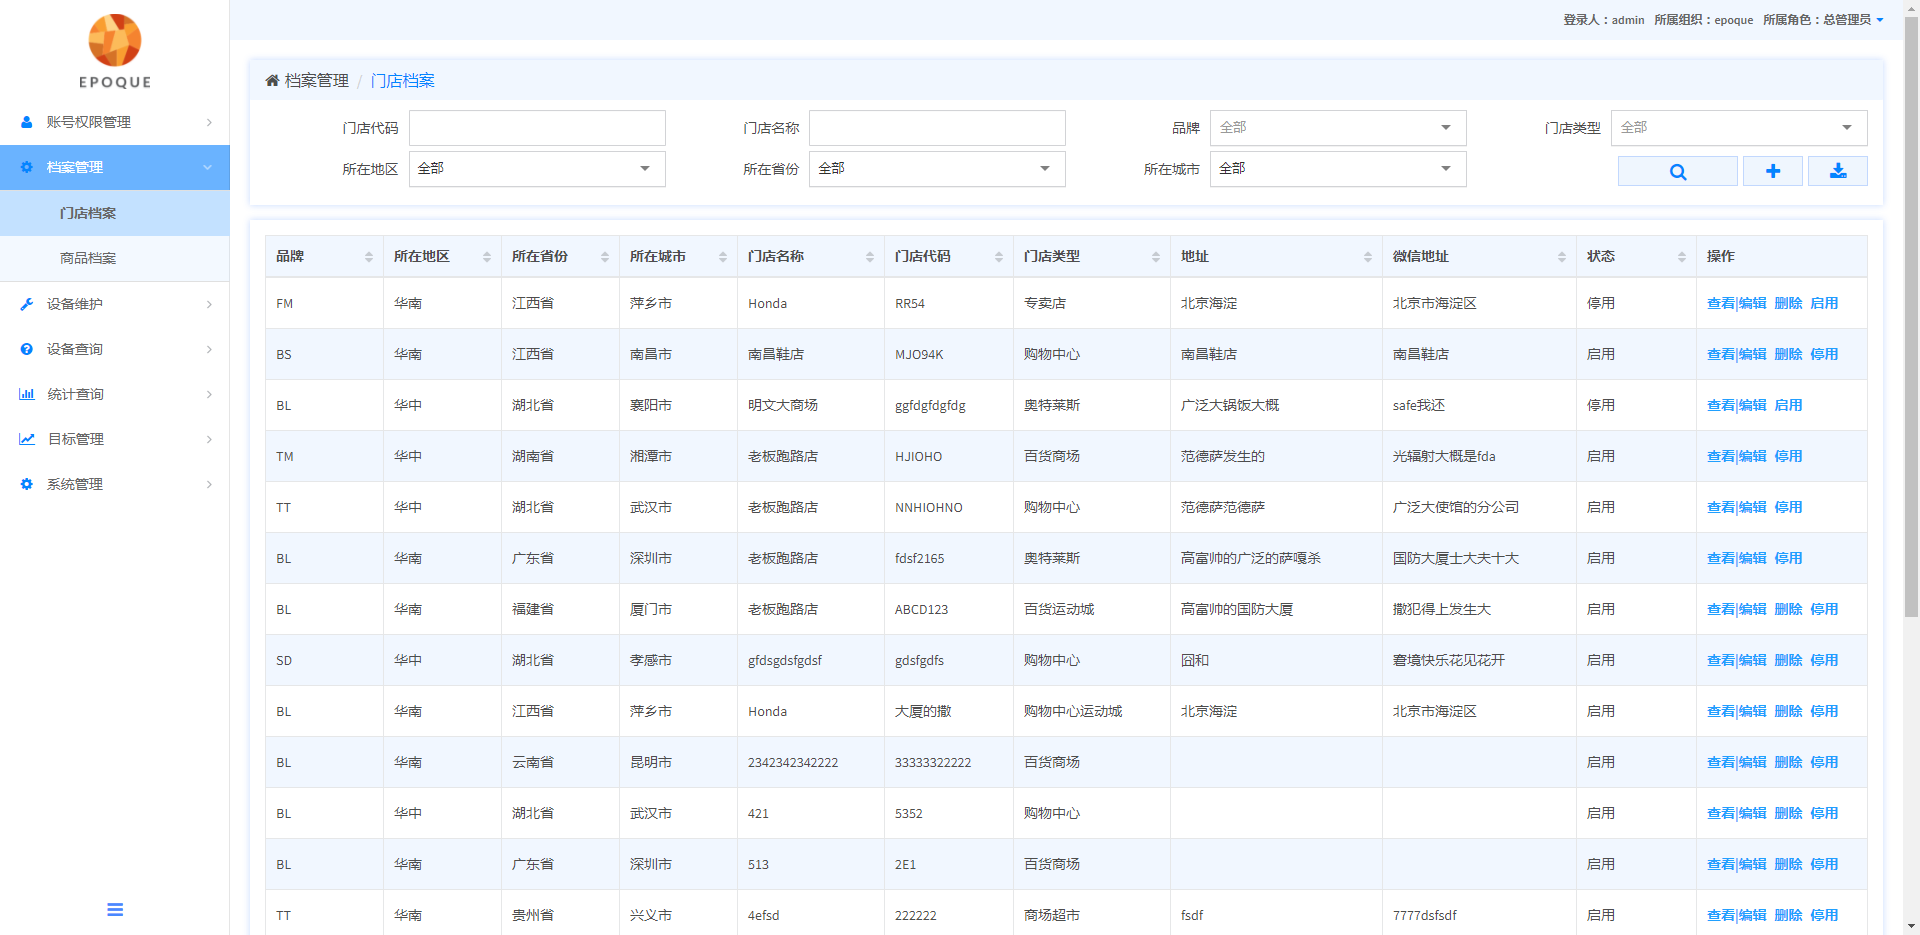 登录人：admin 所属组织：epoque 所属角色：总管理员
EPOQUE
账号权限管理
档案管理
门店档案
商品档案
设备维护
设备查询
统计查询
目标管理
系统管理
档案管理 / 门店档案
门店代码 门店名称 品牌 全部 门店类型 全部
所在地区 全部 所在省份 全部 所在城市 全部
品牌 所在地区 所在省份 所在城市 门店名称 门店代码 门店类型 地址 微信地址 状态 操作
FM 华南 江西省 萍乡市 Honda RR54 专卖店 北京海淀 北京市海淀区 停用 查看|编辑 删除 启用
BS 华南 江西省 南昌市 南昌鞋店 MJO94K 购物中心 南昌鞋店 南昌鞋店 启用 查看|编辑 删除 停用
BL 华中 湖北省 襄阳市 明文大商场 ggfdgfdgfdg 奥特莱斯 广泛大锅饭大概 safe我还 停用 查看|编辑 启用
TM 华中 湖南省 湘潭市 老板跑路店 HJIOHO 百货商场 范德萨发生的 光辐射大概是fda 启用 查看|编辑 停用
TT 华中 湖北省 武汉市 老板跑路店 NNHIOHNO 购物中心 范德萨范德萨 广泛大使馆的分公司 启用 查看|编辑 停用
BL 华南 广东省 深圳市 老板跑路店 fdsf2165 奥特莱斯 高富帅的广泛的萨嘎杀 国防大厦士大夫十大 启用 查看|编辑 停用
BL 华南 福建省 厦门市 老板跑路店 ABCD123 百货运动城 高富帅的国防大厦 撒犯得上发生大 启用 查看|编辑 删除 停用
SD 华中 湖北省 孝感市 gfdsgdsfgdsf gdsfgdfs 购物中心 囧和 窘境快乐花见花开 启用 查看|编辑 删除 停用
BL 华南 江西省 萍乡市 Honda 大厦的撒 购物中心运动城 北京海淀 北京市海淀区 启用 查看|编辑 删除 停用
BL 华南 云南省 昆明市 2342342342222 33333322222 百货商场 启用 查看|编辑 删除 停用
BL 华中 湖北省 武汉市 421 5352 购物中心 启用 查看|编辑 删除 停用
BL 华南 广东省 深圳市 513 2E1 百货商场 启用 查看|编辑 删除 停用
TT 华南 贵州省 兴义市 4efsd 222222 商场超市 fsdf 7777dsfsdf 启用 查看|编辑 删除 停用